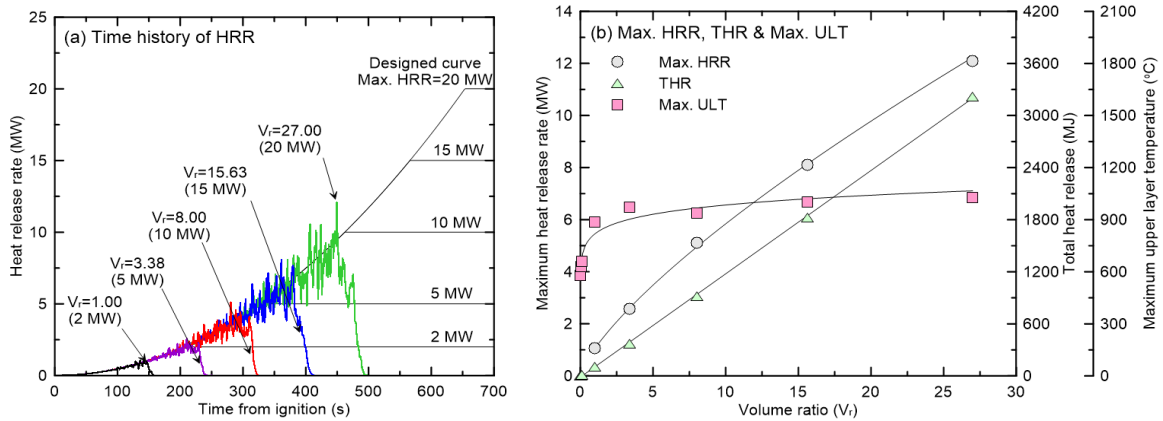 (a) Time history of HRR
Designed curve
Max. HRR=20 MW
Vᵣ=27.00
(20 MW)
15 MW
Vᵣ=15.63
(15 MW)
Vᵣ=8.00
(10 MW)
10 MW
Vᵣ=3.38
(5 MW)
5 MW
Vᵣ=1.00
(2 MW)
2 MW
Heat release rate (MW)
25
20
15
10
5
0
0 100 200 300 400 500 600 700
Time from ignition (s)
(b) Max. HRR, THR & Max. ULT
Max. HRR
THR
Max. ULT
Maximum heat release rate (MW)
14
12
10
8
6
4
2
0
0 5 10 15 20 25 30
Volume ratio (Vᵣ)
4200
3600
3000
2400
1800
1200
600
0
Total heat release (MJ)
2100
1800
1500
1200
900
600
300
0
Maximum upper layer temperature (°C)